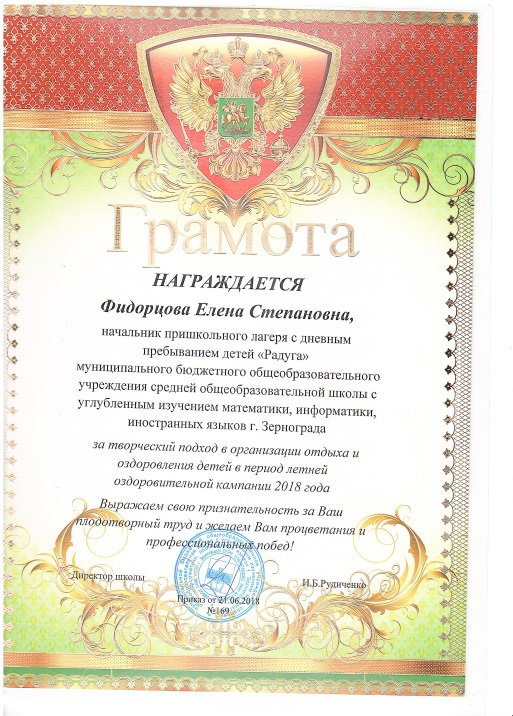 Грамота
НАГРАЖДАЕТСЯ
Фидорцова Елена Степановна,
начальник пришкольного лагеря с дневным
пребыванием детей «Радуга»
муниципального бюджетного общеобразовательного
учреждения средней общеобразовательной школы с
углубленным изучением математики, информатики,
иностранных языков г. Зернограда
за творческий подход в организации отдыха и
оздоровления детей в период летней
оздоровительной кампании 2018 года
Выражаем свою признательность за Ваш
плодотворный труд и желаем Вам процветания и
профессиональных побед!
Директор школы И.Б.Рудиченко
Приказ от 21.06.2018
№169